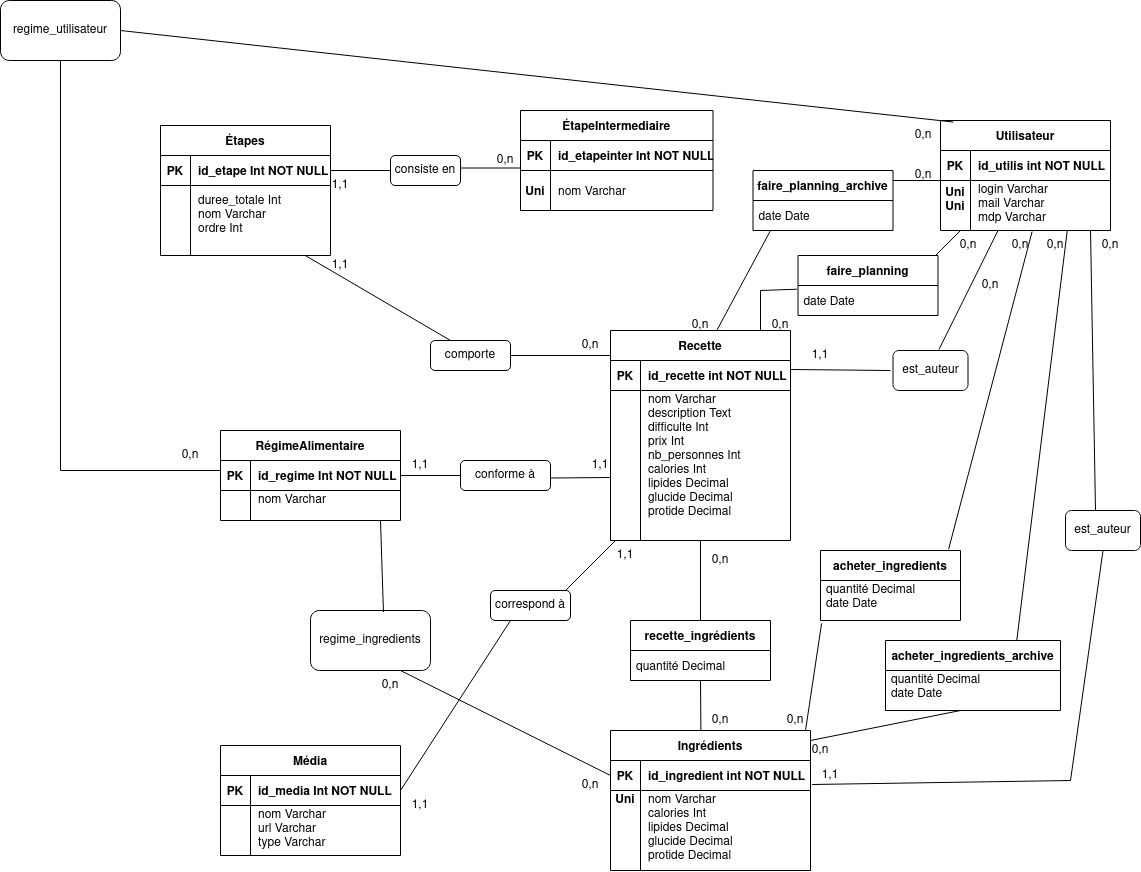 regime_utilisateur
Étapes
PK
id_etape Int NOT NULL
duree_totale Int
nom Varchar
ordre Int
1,1
consiste en
0,n
ÉtapeIntermediaire
PK
id_etapeinter Int NOT NULL
Uni
nom Varchar
0,n
Utilisateur
PK
id_utilis int NOT NULL
Uni
Uni
login Varchar
mail Varchar
mdp Varchar
faire_planning_archive
date Date
0,n
0,n
0,n
0,n
0,n
faire_planning
date Date
0,n
1,1
comporte
0,n
0,n
0,n
Recette
PK
id_recette int NOT NULL
nom Varchar
description Text
difficulte Int
prix Int
nb_personnes Int
calories Int
lipides Decimal
glucide Decimal
protide Decimal
1,1
est_auteur
0,n
RégimeAlimentaire
PK
id_regime Int NOT NULL
nom Varchar
1,1
conforme à
1,1
est_auteur
1,1
0,n
correspond à
acheter_ingredients
quantité Decimal
date Date
regime_ingredients
0,n
recette_ingrédients
quantité Decimal
acheter_ingredients_archive
quantité Decimal
date Date
0,n
0,n
0,n
Ingrédients
PK
id_ingredient int NOT NULL
Uni
nom Varchar
calories Int
lipides Decimal
glucide Decimal
protide Decimal
1,1
0,n
Média
PK
id_media Int NOT NULL
nom Varchar
url Varchar
type Varchar
1,1